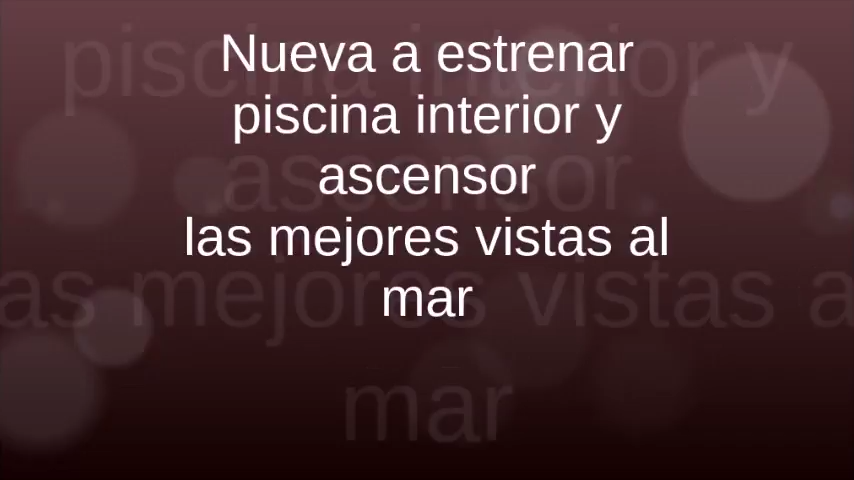 Nueva a estrenar
piscina interior y
ascensor
las mejores vistas al
mar